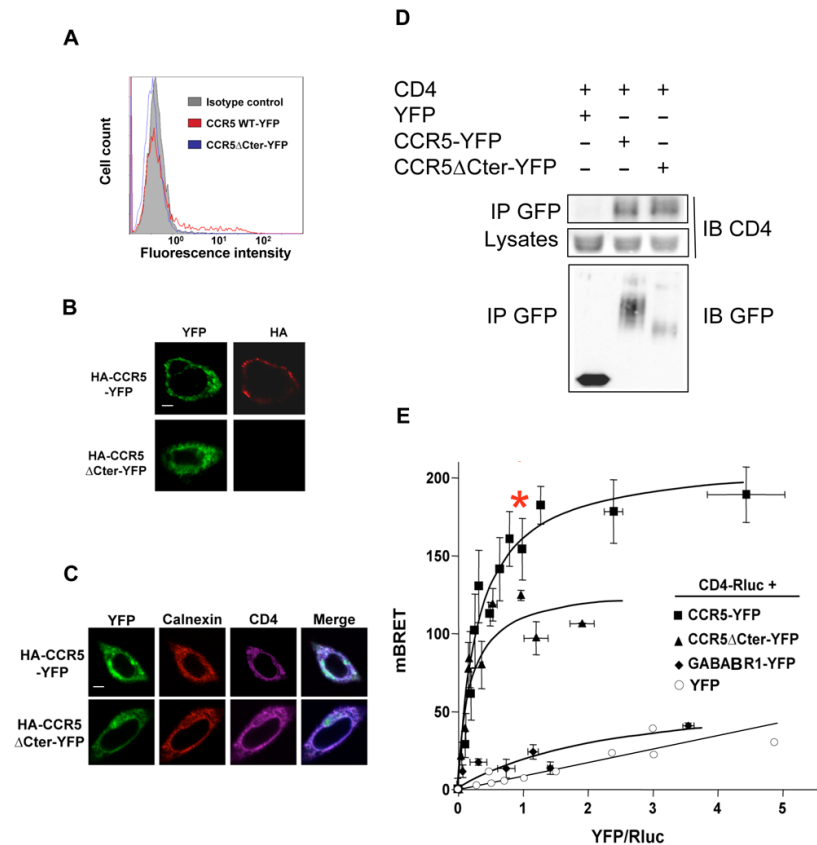 A
Cell count
Isotype control
CCR5 WT-YFP
CCR5ΔCter-YFP
10⁰ 10¹ 10²
Fluorescence intensity
B
YFP HA
HA-CCR5
-YFP
HA-CCR5
ΔCter-YFP
C
YFP Calnexin CD4 Merge
HA-CCR5
-YFP
HA-CCR5
ΔCter-YFP
D
CD4 + + +
YFP + – –
CCR5-YFP – + –
CCR5ΔCter-YFP – – +
IP GFP
Lysates
IB CD4
IP GFP IB GFP
E
mBRET
200
150
100
50
0
*
CD4-Rluc +
CCR5-YFP
CCR5ΔCter-YFP
GABABR1-YFP
YFP
0 1 2 3 4 5
YFP/Rluc